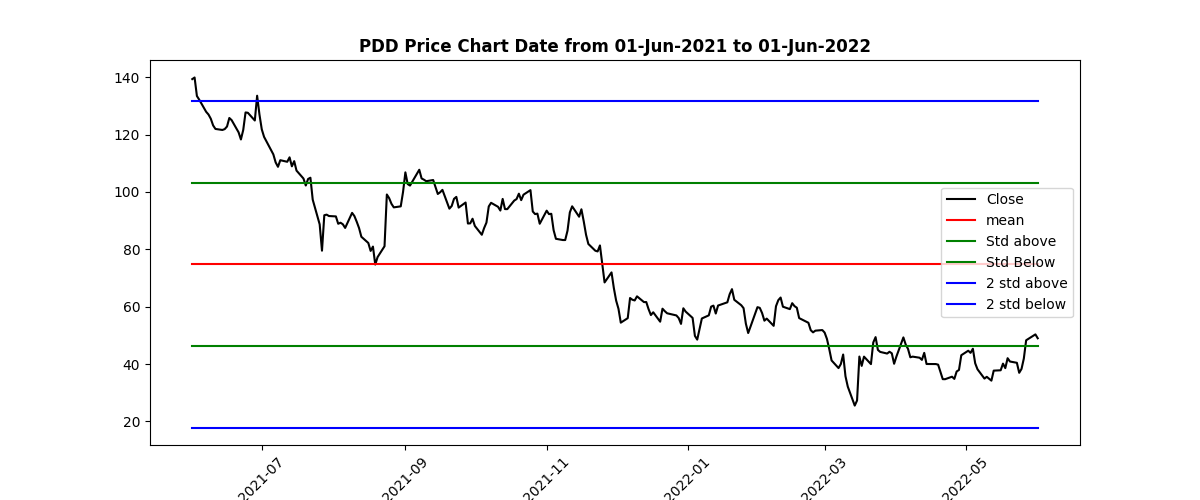 PDD Price Chart Date from 01-Jun-2021 to 01-Jun-2022
140
120
100
80
60
40
20
Close
mean
Std above
Std Below
2 std above
2 std below
2021-07
2021-09
2021-11
2022-01
2022-03
2022-05